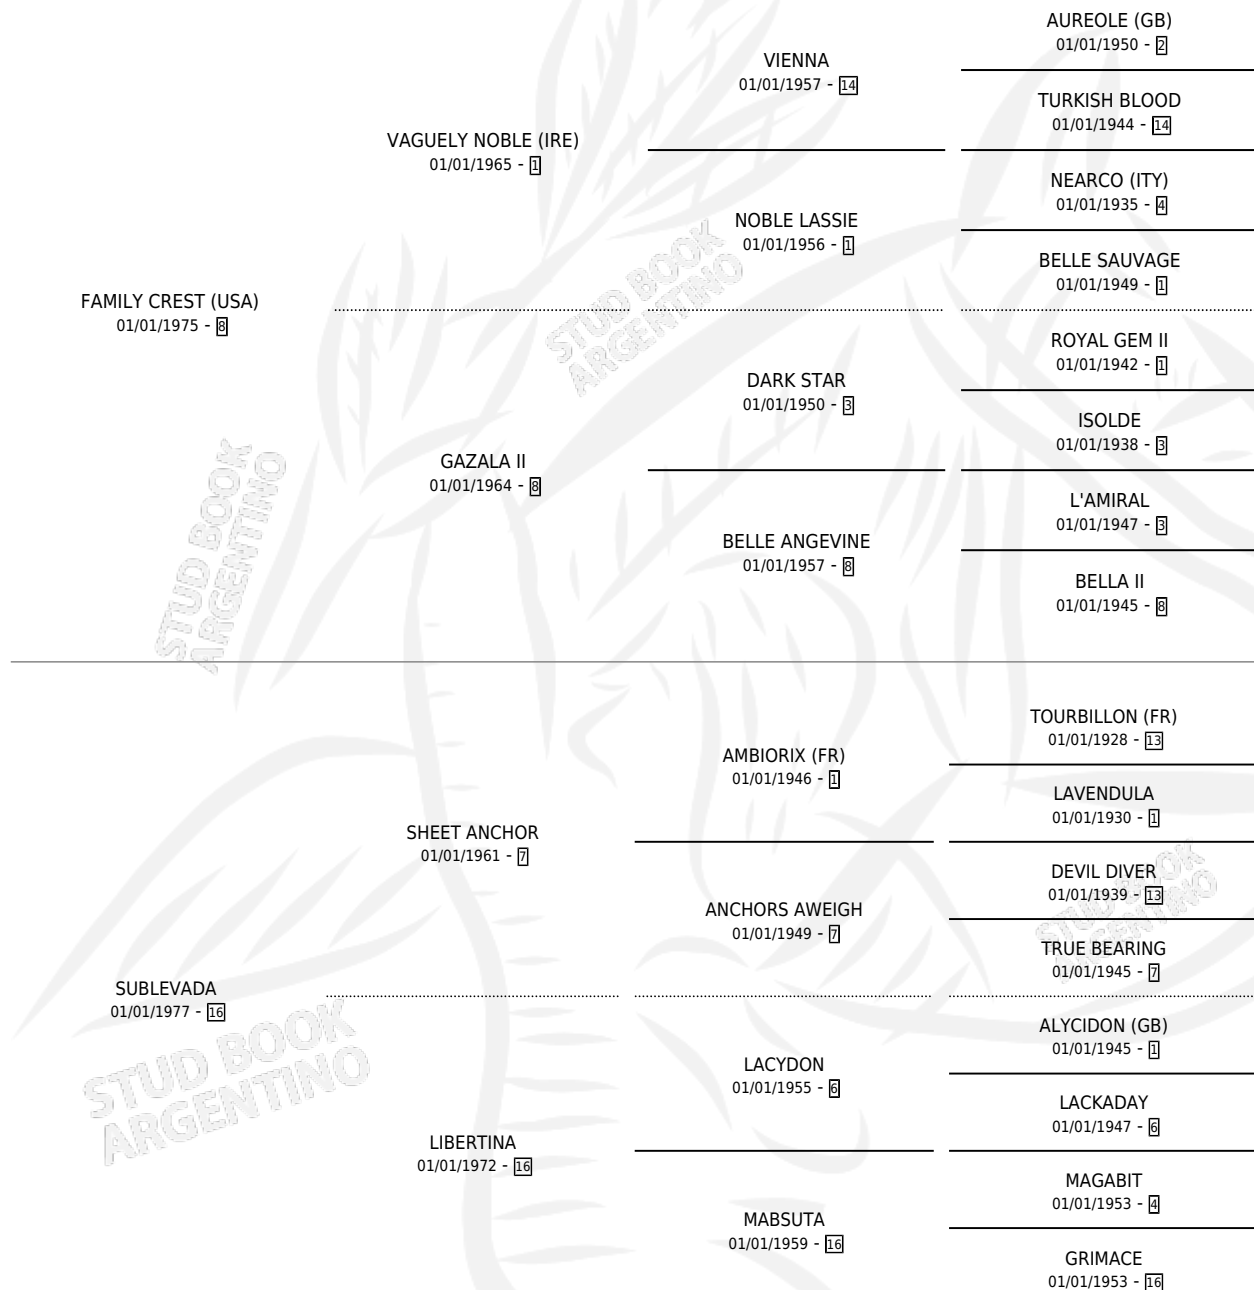 AUREOLE (GB)
01/01/1950 - 2
VIENNA
01/01/1957 - 14
TURKISH BLOOD
01/01/1944 - 14
VAGUELY NOBLE (IRE)
01/01/1965 - 1
NEARCO (ITY)
01/01/1935 - 4
NOBLE LASSIE
01/01/1956 - 1
BELLE SAUVAGE
01/01/1949 - 1
FAMILY CREST (USA)
01/01/1975 - 8
ROYAL GEM II
01/01/1942 - 1
DARK STAR
01/01/1950 - 3
ISOLDE
01/01/1938 - 3
GAZALA II
01/01/1964 - 8
L'AMIRAL
01/01/1947 - 3
BELLE ANGEVINE
01/01/1957 - 8
BELLA II
01/01/1945 - 8
TOURBILLON (FR)
01/01/1928 - 13
AMBIORIX (FR)
01/01/1946 - 1
LAVENDULA
01/01/1930 - 1
SHEET ANCHOR
01/01/1961 - 7
DEVIL DIVER
01/01/1939 - 13
ANCHORS AWEIGH
01/01/1949 - 7
TRUE BEARING
01/01/1945 - 7
SUBLEVADA
01/01/1977 - 16
ALYCIDON (GB)
01/01/1945 - 1
LACYDON
01/01/1955 - 6
LACKADAY
01/01/1947 - 6
LIBERTINA
01/01/1972 - 16
MAGABIT
01/01/1953 - 4
MABSUTA
01/01/1959 - 16
GRIMACE
01/01/1953 - 16
STUD BOOK
ARGENTINO
STUD BOOK
ARGENTINO
STUD BOOK
ARGENTINO
STUD BOOK
ARGENTINO